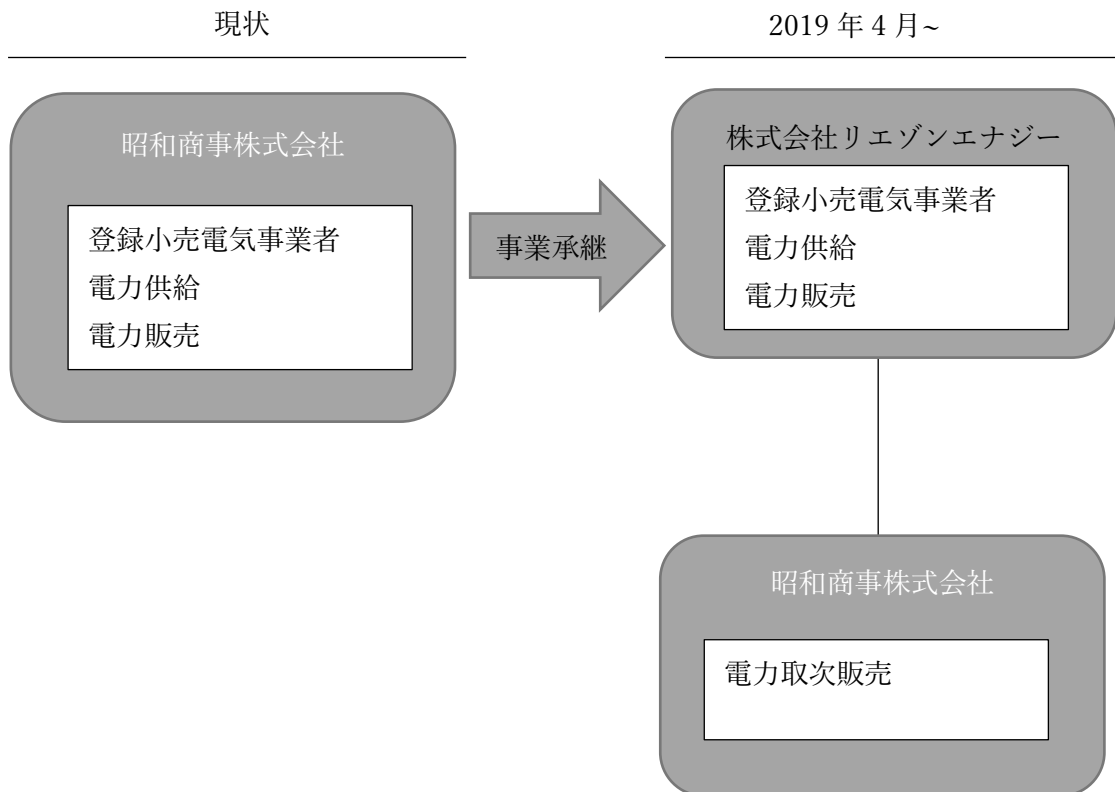 現状
昭和商事株式会社
登録小売電気事業者
電力供給
電力販売
事業承継
2019 年 4 月~
株式会社リエゾンエナジー
登録小売電気事業者
電力供給
電力販売
昭和商事株式会社
電力取次販売